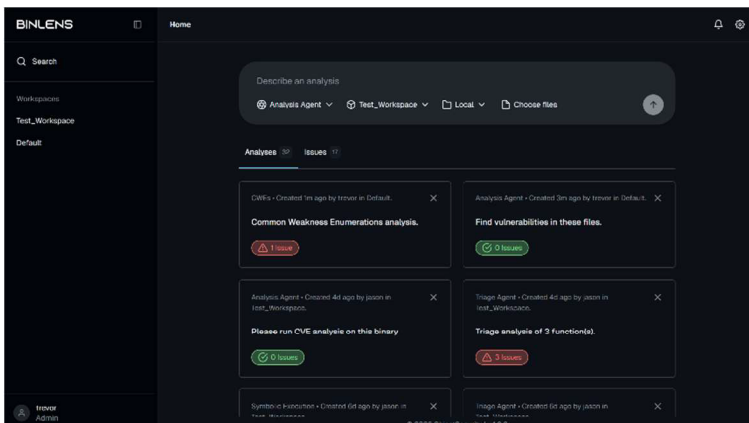 BINLENS
Home
Search
Workspaces
Test_Workspace
Default
Describe an analysis
Analysis Agent
Test_Workspace
Local
Choose files
Analyses 32
Issues 17
CWEs • Created 1m ago by trevor in Default.
Common Weakness Enumerations analysis.
1 Issue
Analysis Agent • Created 3m ago by trevor in Default.
Find vulnerabilities in these files.
0 Issues
Analysis Agent • Created 4d ago by jason in
Test_Workspace.
Please run CVE analysis on this binary
0 Issues
Triage Agent • Created 4d ago by jason in
Test_Workspace.
Triage analysis of 3 function(s).
3 Issues
Symbolic Execution • Created 6d ago by jason in
Triage Agent • Created 6d ago by jason in
trevor
Admin